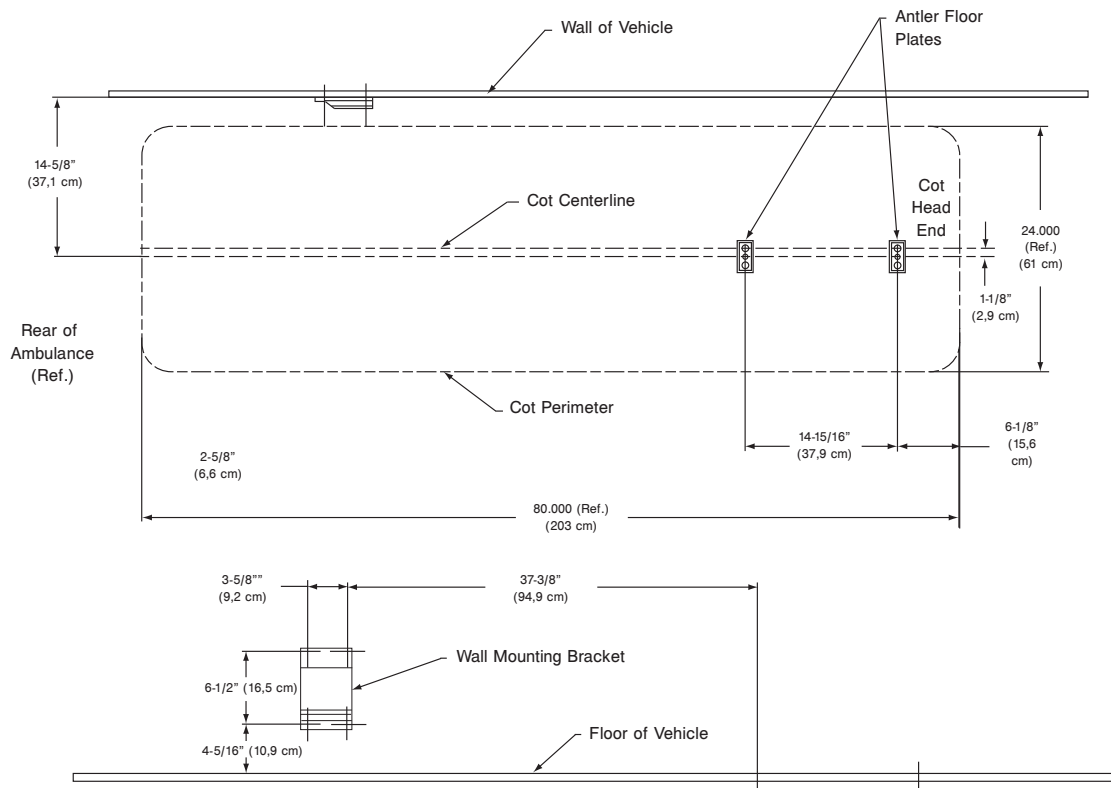 Wall of Vehicle
Antler Floor
Plates
14-5/8”
(37,1 cm)
Cot Centerline
Cot
Head
End
24.000
(Ref.)
(61 cm)
1-1/8”
(2,9 cm)
Rear of
Ambulance
(Ref.)
Cot Perimeter
2-5/8”
(6,6 cm)
14-15/16”
(37,9 cm)
6-1/8”
(15,6
cm)
80.000 (Ref.)
(203 cm)
3-5/8””
(9,2 cm)
37-3/8”
(94,9 cm)
Wall Mounting Bracket
6-1/2” (16,5 cm)
Floor of Vehicle
4-5/16” (10,9 cm)